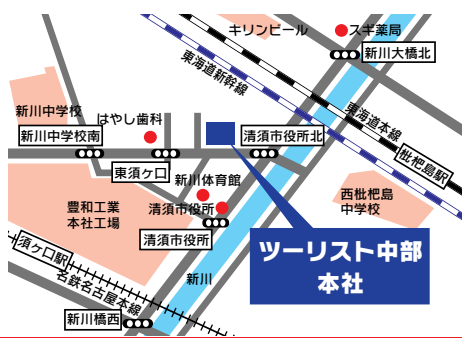 キリンビール
スギ薬局
新川大橋北
東海道新幹線
東海道本線
枇杷島駅
新川中学校
はやし歯科
新川中学校南
清須市役所北
東須ヶ口
新川体育館
豊和工業
本社工場
清須市役所
清須市役所
西枇杷島
中学校
ツーリスト中部
本社
須ヶ口駅
名鉄名古屋本線
新川
新川橋西